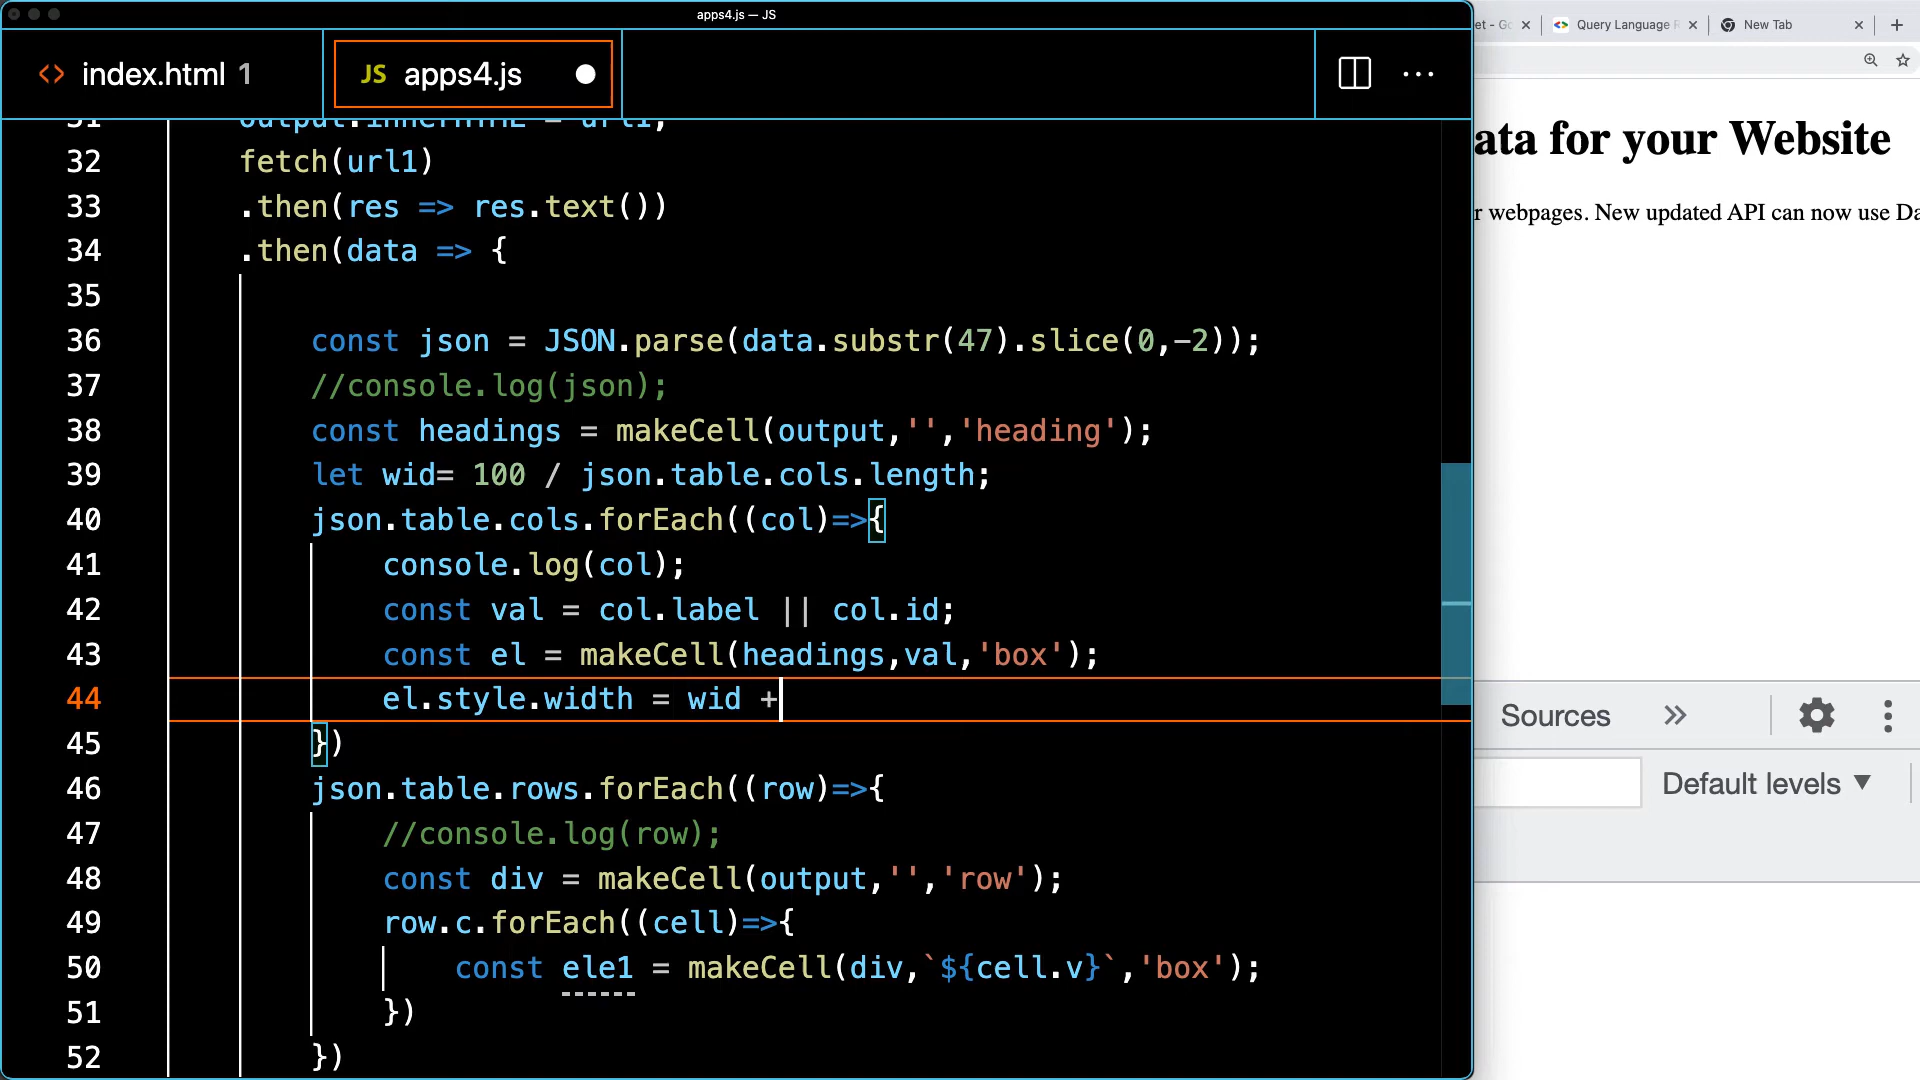 apps4.js — JS
<> index.html 1
JS apps4.js
31 output.innerHTML = url1;
32 fetch(url1)
33 .then(res => res.text())
34 .then(data => {
35
36 const json = JSON.parse(data.substr(47).slice(0,-2));
37 //console.log(json);
38 const headings = makeCell(output,'','heading');
39 let wid= 100 / json.table.cols.length;
40 json.table.cols.forEach((col)=>{
41 console.log(col);
42 const val = col.label || col.id;
43 const el = makeCell(headings,val,'box');
44 el.style.width = wid +
45 })
46 json.table.rows.forEach((row)=>{
47 //console.log(row);
48 const div = makeCell(output,'','row');
49 row.c.forEach((cell)=>{
50 const ele1 = makeCell(div,`${cell.v}`,'box');
51 })
52 })
et - Go
Query Language R
New Tab
ata for your Website
r webpages. New updated API can now use Da
Sources
Default levels ▼